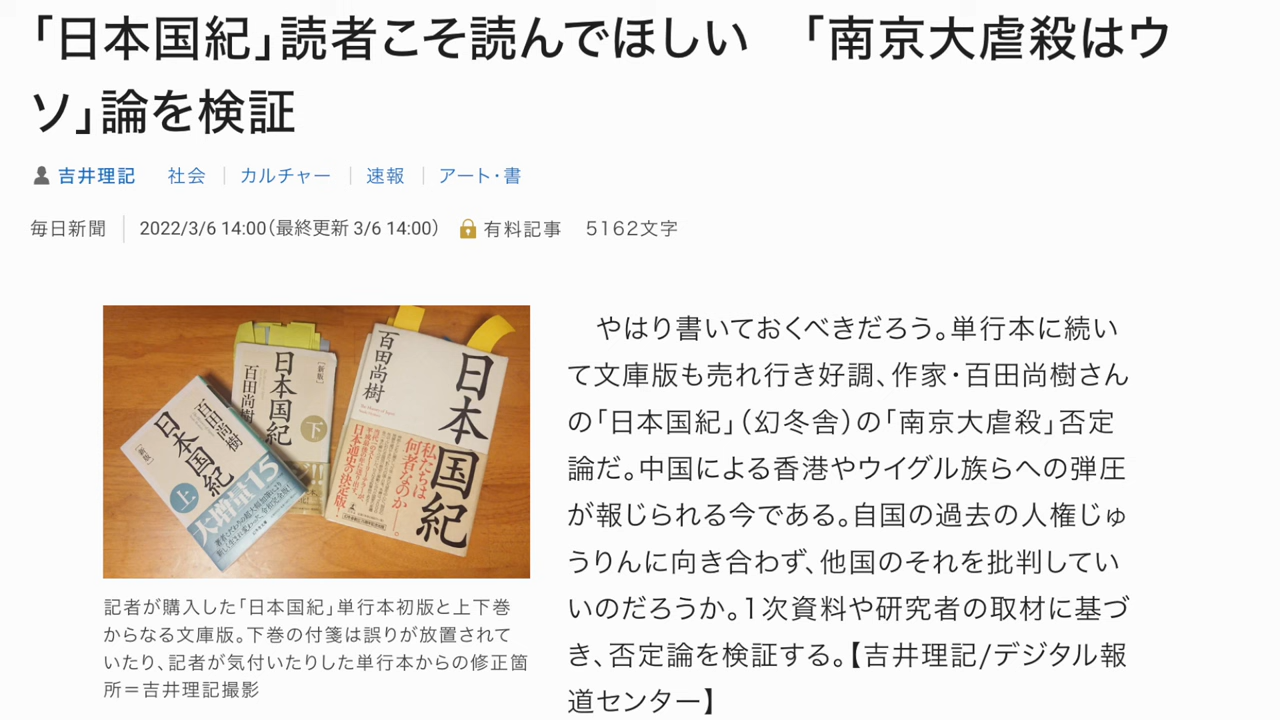 「日本国紀」読者こそ読んでほしい　「南京大虐殺はウ
ソ」論を検証
吉井理記　社会｜カルチャー｜速報｜アート・書
毎日新聞｜2022/3/6 14:00（最終更新 3/6 14:00）　有料記事　5162文字
百田尚樹
日本国紀
上
[新版]
大増量
日本国紀
百田尚樹
下
[新版]
日本国紀
百田尚樹
私たちは
何者なのか――。
日本通史の決定版！
記者が購入した「日本国紀」単行本初版と上下巻
からなる文庫版。下巻の付箋は誤りが放置されて
いたり、記者が気付いたりした単行本からの修正箇
所＝吉井理記撮影
　やはり書いておくべきだろう。単行本に続い
て文庫版も売れ行き好調、作家・百田尚樹さん
の「日本国紀」（幻冬舎）の「南京大虐殺」否定
論だ。中国による香港やウイグル族らへの弾圧
が報じられる今である。自国の過去の人権じゅ
うりんに向き合わず、他国のそれを批判してい
いのだろうか。1次資料や研究者の取材に基づ
き、否定論を検証する。【吉井理記/デジタル報
道センター】